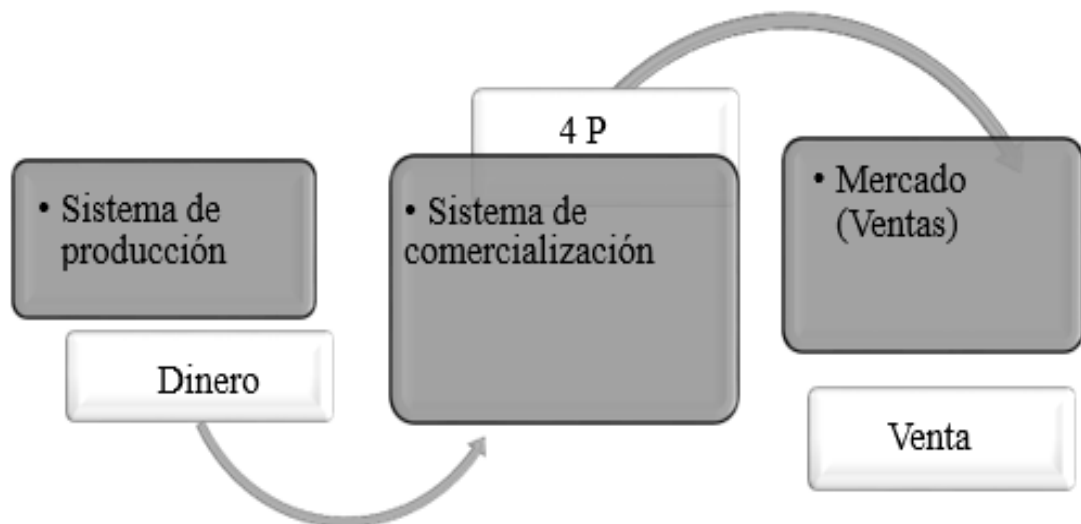 • Sistema de
producción
Dinero
4 P
• Sistema de
comercialización
• Mercado
(Ventas)
Venta